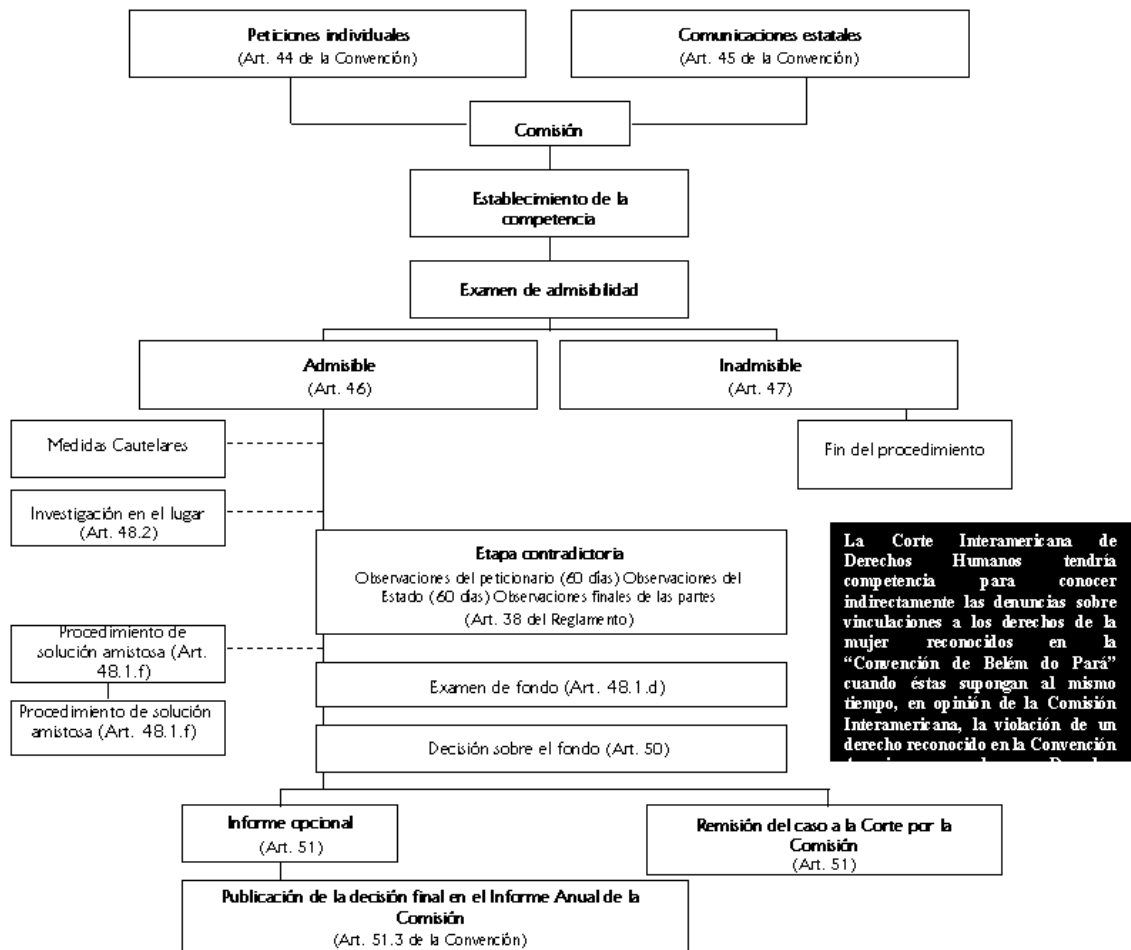 Peticiones individuales
(Art. 44 de la Convención)
Comunicaciones estatales
(Art. 45 de la Convención)
Comisión
Establecimiento de la
competencia
Examen de admisibilidad
Admisible
(Art. 46)
Inadmisible
(Art. 47)
Medidas Cautelares
Fin del procedimiento
Investigación en el lugar
(Art. 48.2)
Etapa contradictoria
Observaciones del peticionario (60 días) Observaciones del
Estado (60 días) Observaciones finales de las partes
(Art. 38 del Reglamento)
La Corte Interamericana de
Derechos Humanos tendría
competencia para conocer
indirectamente las denuncias sobre
vinculaciones a los derechos de la
mujer reconocidos en la
“Convención de Belém do Pará”
cuando éstas supongan al mismo
tiempo, en opinión de la Comisión
Interamericana, la violación de un
derecho reconocido en la Convención
Procedimiento de
solución amistosa (Art.
48.1.f)
Procedimiento de solución
amistosa (Art. 48.1.f)
Examen de fondo (Art. 48.1.d)
Decisión sobre el fondo (Art. 50)
Informe opcional
(Art. 51)
Remisión del caso a la Corte por la
Comisión
(Art. 51)
Publicación de la decisión final en el Informe Anual de la
Comisión
(Art. 51.3 de la Convención)